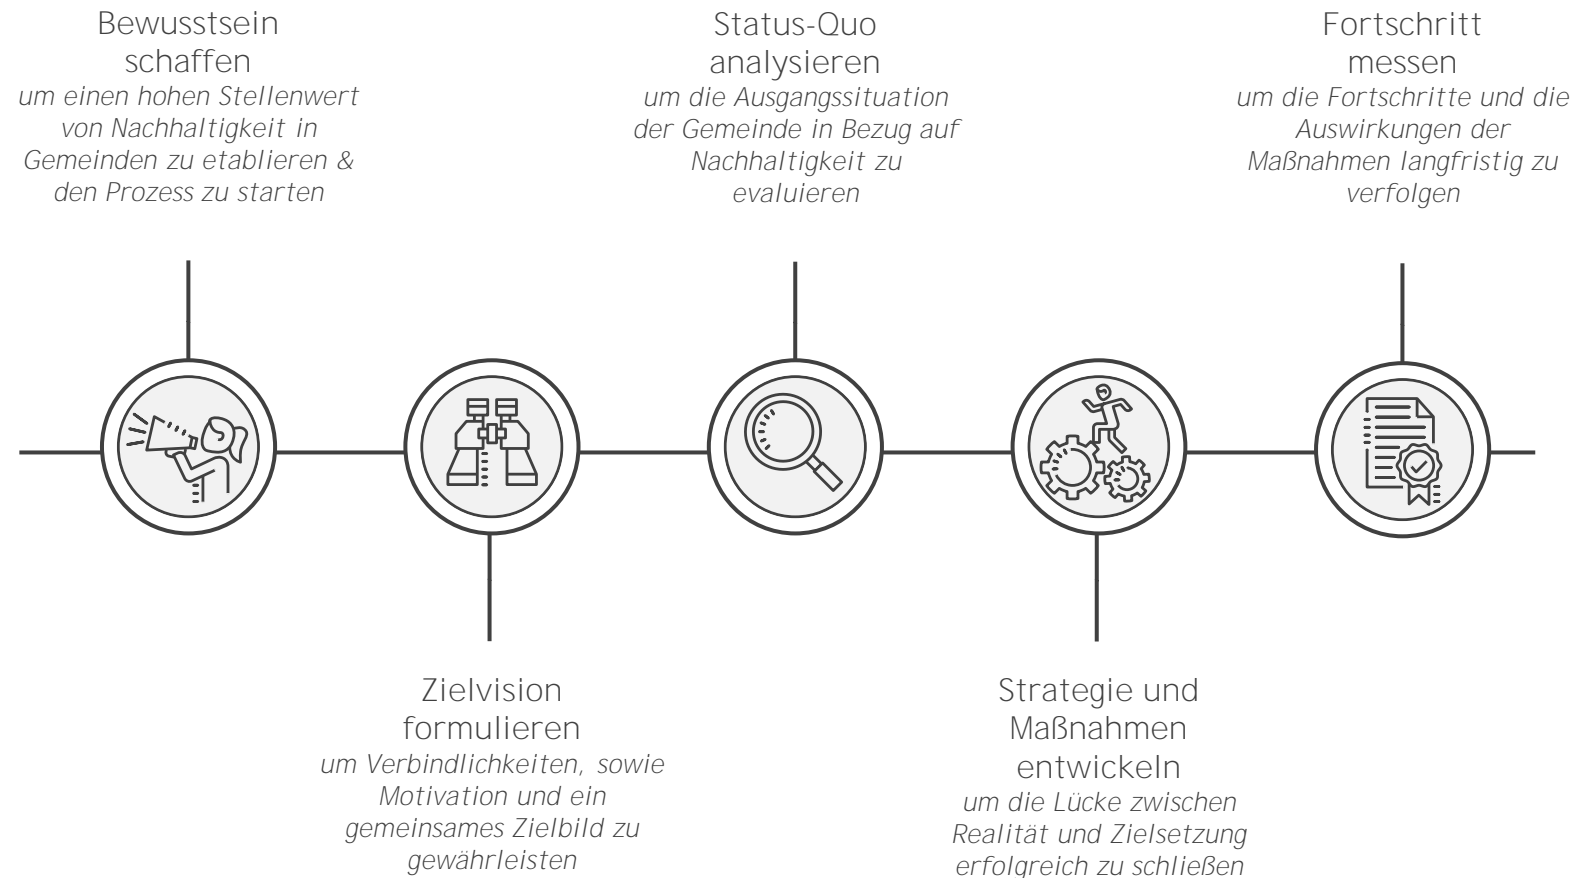 Bewusstsein
schaffen
um einen hohen Stellenwert
von Nachhaltigkeit in
Gemeinden zu etablieren &
den Prozess zu starten
Zielvision
formulieren
um Verbindlichkeiten, sowie
Motivation und ein
gemeinsames Zielbild zu
gewährleisten
Status-Quo
analysieren
um die Ausgangssituation
der Gemeinde in Bezug auf
Nachhaltigkeit zu
evaluieren
Strategie und
Maßnahmen
entwickeln
um die Lücke zwischen
Realität und Zielsetzung
erfolgreich zu schließen
Fortschritt
messen
um die Fortschritte und die
Auswirkungen der
Maßnahmen langfristig zu
verfolgen